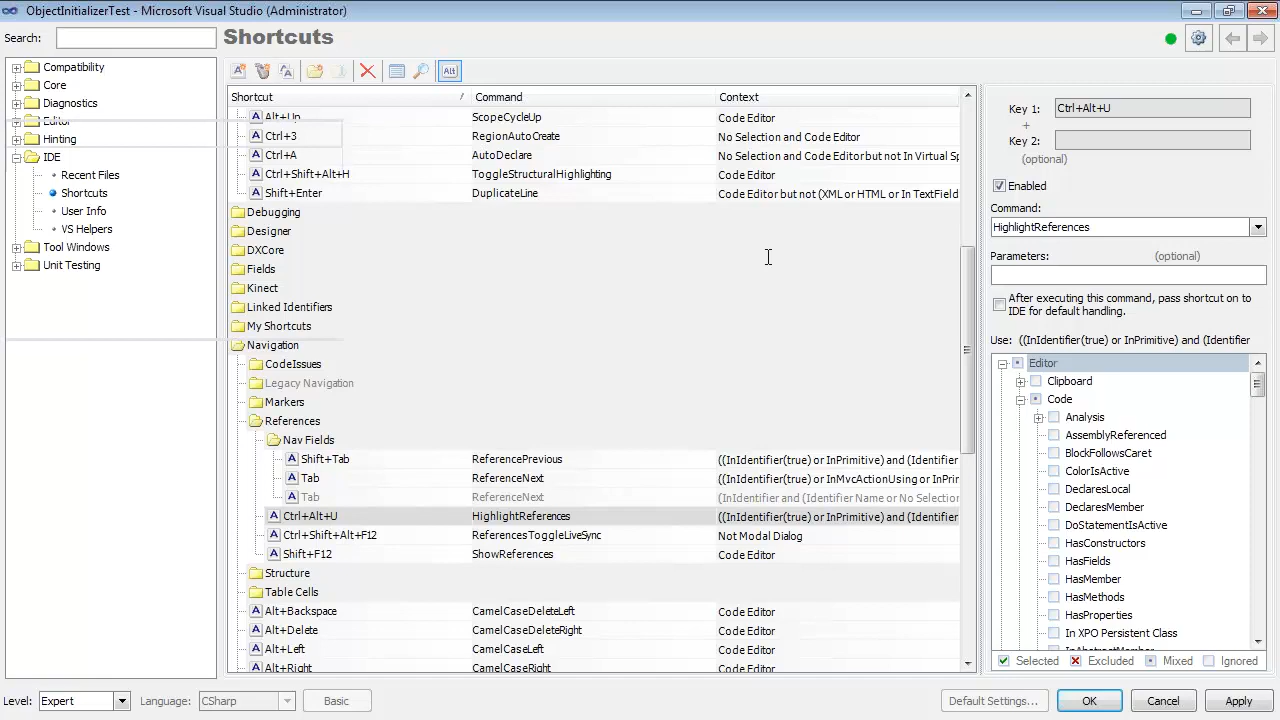 ObjectInitializerTest - Microsoft Visual Studio (Administrator)
Search:
Shortcuts
Compatibility
Core
Diagnostics
Editor
Hinting
IDE
Recent Files
Shortcuts
User Info
VS Helpers
Tool Windows
Unit Testing
Alt
Shortcut / Command Context
Alt+Up ScopeCycleUp Code Editor
Ctrl+3 RegionAutoCreate No Selection and Code Editor
Ctrl+A AutoDeclare No Selection and Code Editor but not In Virtual Sp
Ctrl+Shift+Alt+H ToggleStructuralHighlighting Code Editor
Shift+Enter DuplicateLine Code Editor but not (XML or HTML or In TextField
Debugging
Designer
DXCore
Fields
Kinect
Linked Identifiers
My Shortcuts
Navigation
CodeIssues
Legacy Navigation
Markers
References
Nav Fields
Shift+Tab ReferencePrevious ((InIdentifier(true) or InPrimitive) and (Identifier
Tab ReferenceNext ((InIdentifier(true) or InMvcActionUsing or InPri
Tab ReferenceNext (InIdentifier and (Identifier Name or No Selection
Ctrl+Alt+U HighlightReferences ((InIdentifier(true) or InPrimitive) and (Identifier
Ctrl+Shift+Alt+F12 ReferencesToggleLiveSync Not Modal Dialog
Shift+F12 ShowReferences Code Editor
Structure
Table Cells
Alt+Backspace CamelCaseDeleteLeft Code Editor
Alt+Delete CamelCaseDeleteRight Code Editor
Alt+Left CamelCaseLeft Code Editor
Alt+Right CamelCaseRight Code Editor
Key 1: Ctrl+Alt+U
+
Key 2:
(optional)
Enabled
Command:
HighlightReferences
Parameters: (optional)
After executing this command, pass shortcut on to
IDE for default handling.
Use: ((InIdentifier(true) or InPrimitive) and (Identifier
Editor
Clipboard
Code
Analysis
AssemblyReferenced
BlockFollowsCaret
ColorIsActive
DeclaresLocal
DeclaresMember
DoStatementIsActive
HasConstructors
HasFields
HasMember
HasMethods
HasProperties
In XPO Persistent Class
InAbstractMember
Selected Excluded Mixed Ignored
Level: Expert Language: CSharp Basic Default Settings... OK Cancel Apply